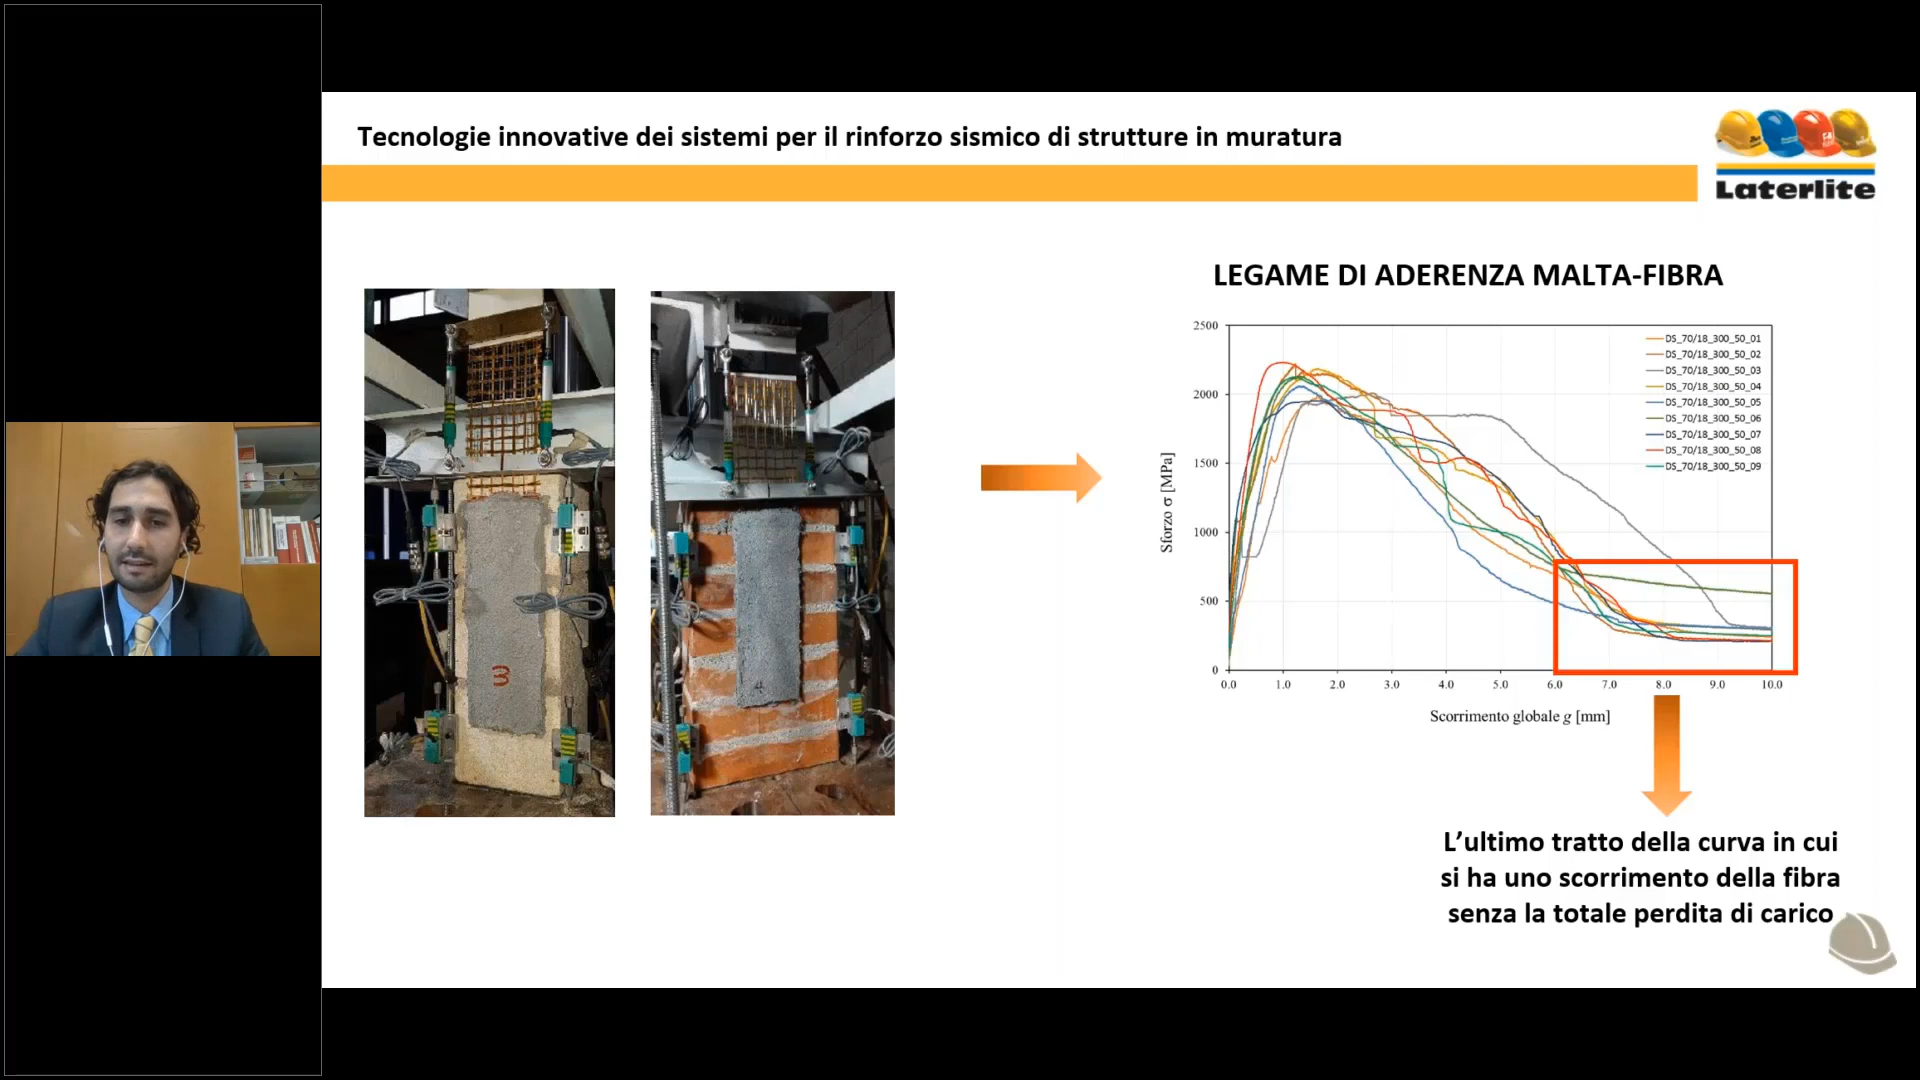 Tecnologie innovative dei sistemi per il rinforzo sismico di strutture in muratura
Laterlite
LEGAME DI ADERENZA MALTA-FIBRA
2500
2000
1500
1000
500
0
Sforzo σ [MPa]
DS_70/18_300_50_01
DS_70/18_300_50_02
DS_70/18_300_50_03
DS_70/18_300_50_04
DS_70/18_300_50_05
DS_70/18_300_50_06
DS_70/18_300_50_07
DS_70/18_300_50_08
DS_70/18_300_50_09
0.0 1.0 2.0 3.0 4.0 5.0 6.0 7.0 8.0 9.0 10.0
Scorrimento globale g [mm]
3
4
L’ultimo tratto della curva in cui
si ha uno scorrimento della fibra
senza la totale perdita di carico